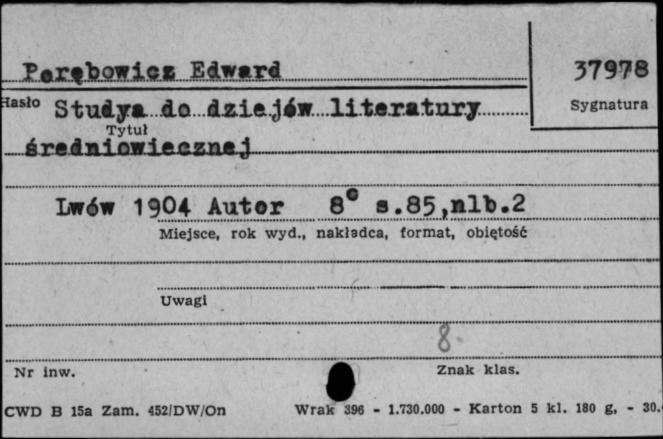 Porębowicz Edward
37978
Hasło
Sygnatura
Studya do dziejów literatury
Tytuł
średniowiecznej
Lwów 1904 Autor 8° s.85,nlb.2
Miejsce, rok wyd., nakładca, format, objętość
Uwagi
8.
Nr inw.
Znak klas.
CWD B 15a Zam. 452/DW/On
Wrak 396 - 1.730.000 - Karton 5 kl. 180 g, - 30.